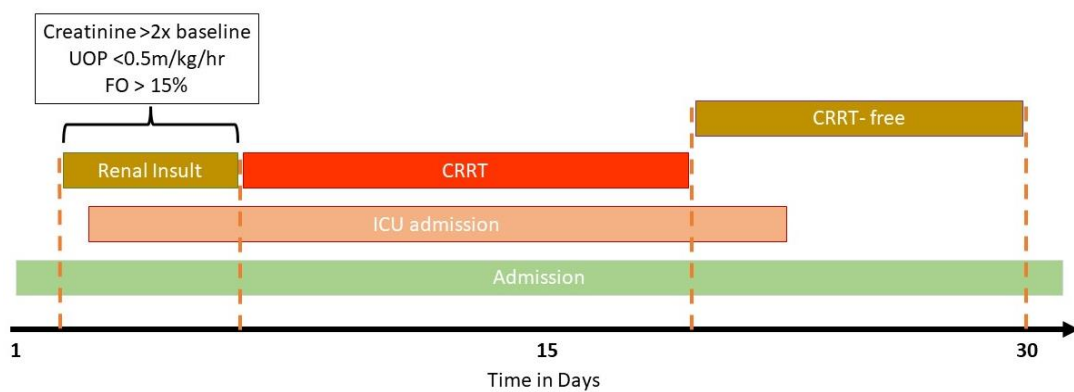 Creatinine >2x baseline
UOP <0.5m/kg/hr
FO > 15%
CRRT- free
Renal Insult
CRRT
ICU admission
Admission
1
15
30
Time in Days